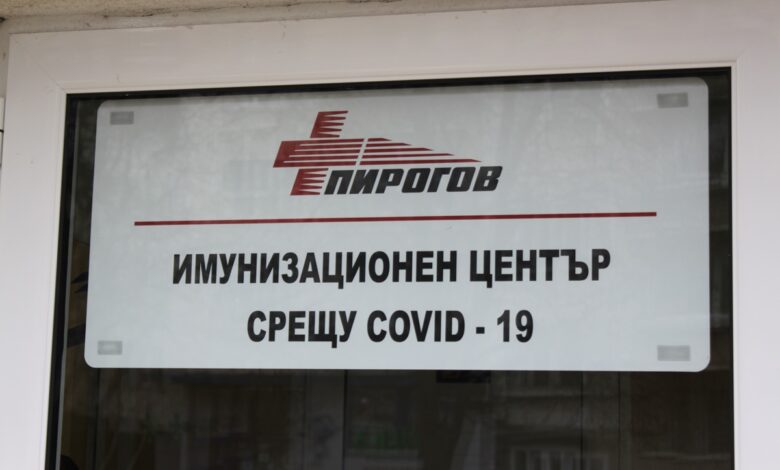 ПИРОГОВ
ИМУНИЗАЦИОНЕН ЦЕНТЪР
СРЕЩУ COVID - 19